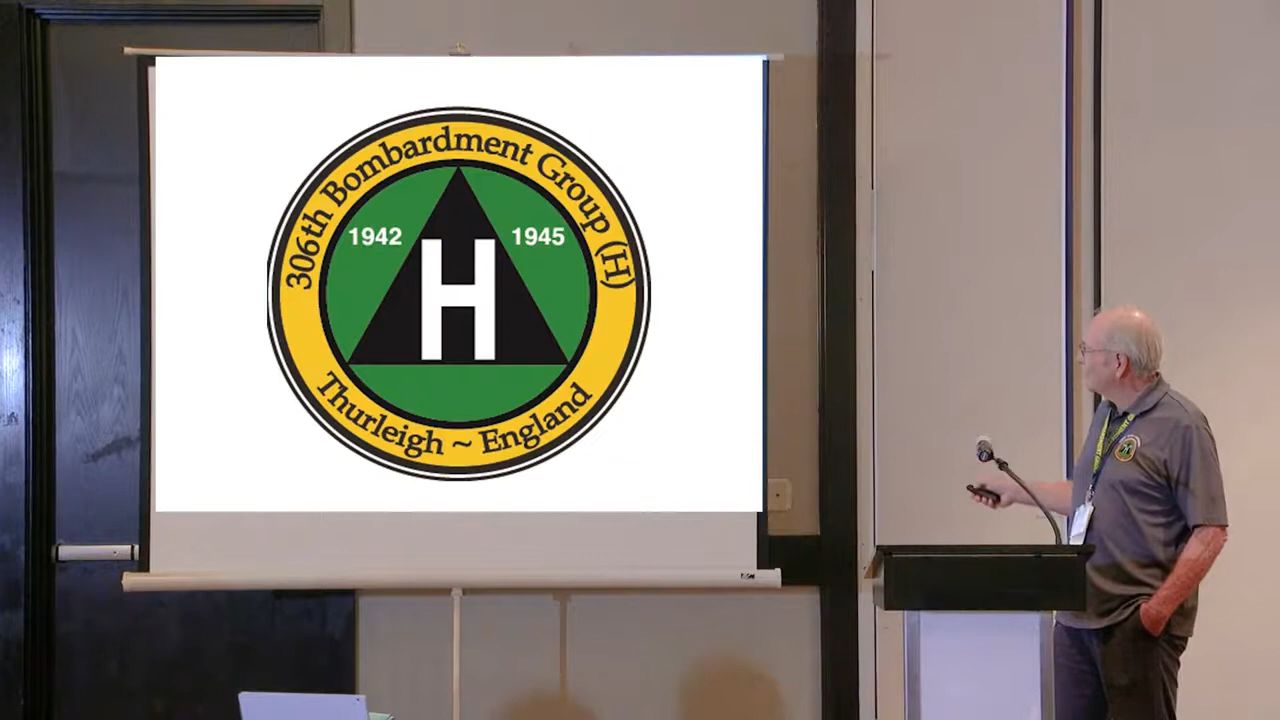 306th Bombardment Group (H)
1942
1945
H
Thurleigh ~ England